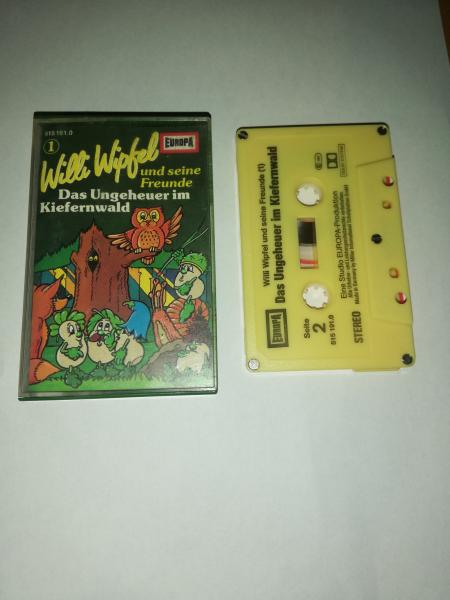 515 191.0
1
EUROPA
Willi Wipfel
und seine
Freunde
Das Ungeheuer im
Kiefernwald
EUROPA
Willi Wipfel und seine Freunde (1)
Das Ungeheuer im Kiefernwald
Seite
2
515 191.0
Eine Studio EUROPA-Produktion
STEREO